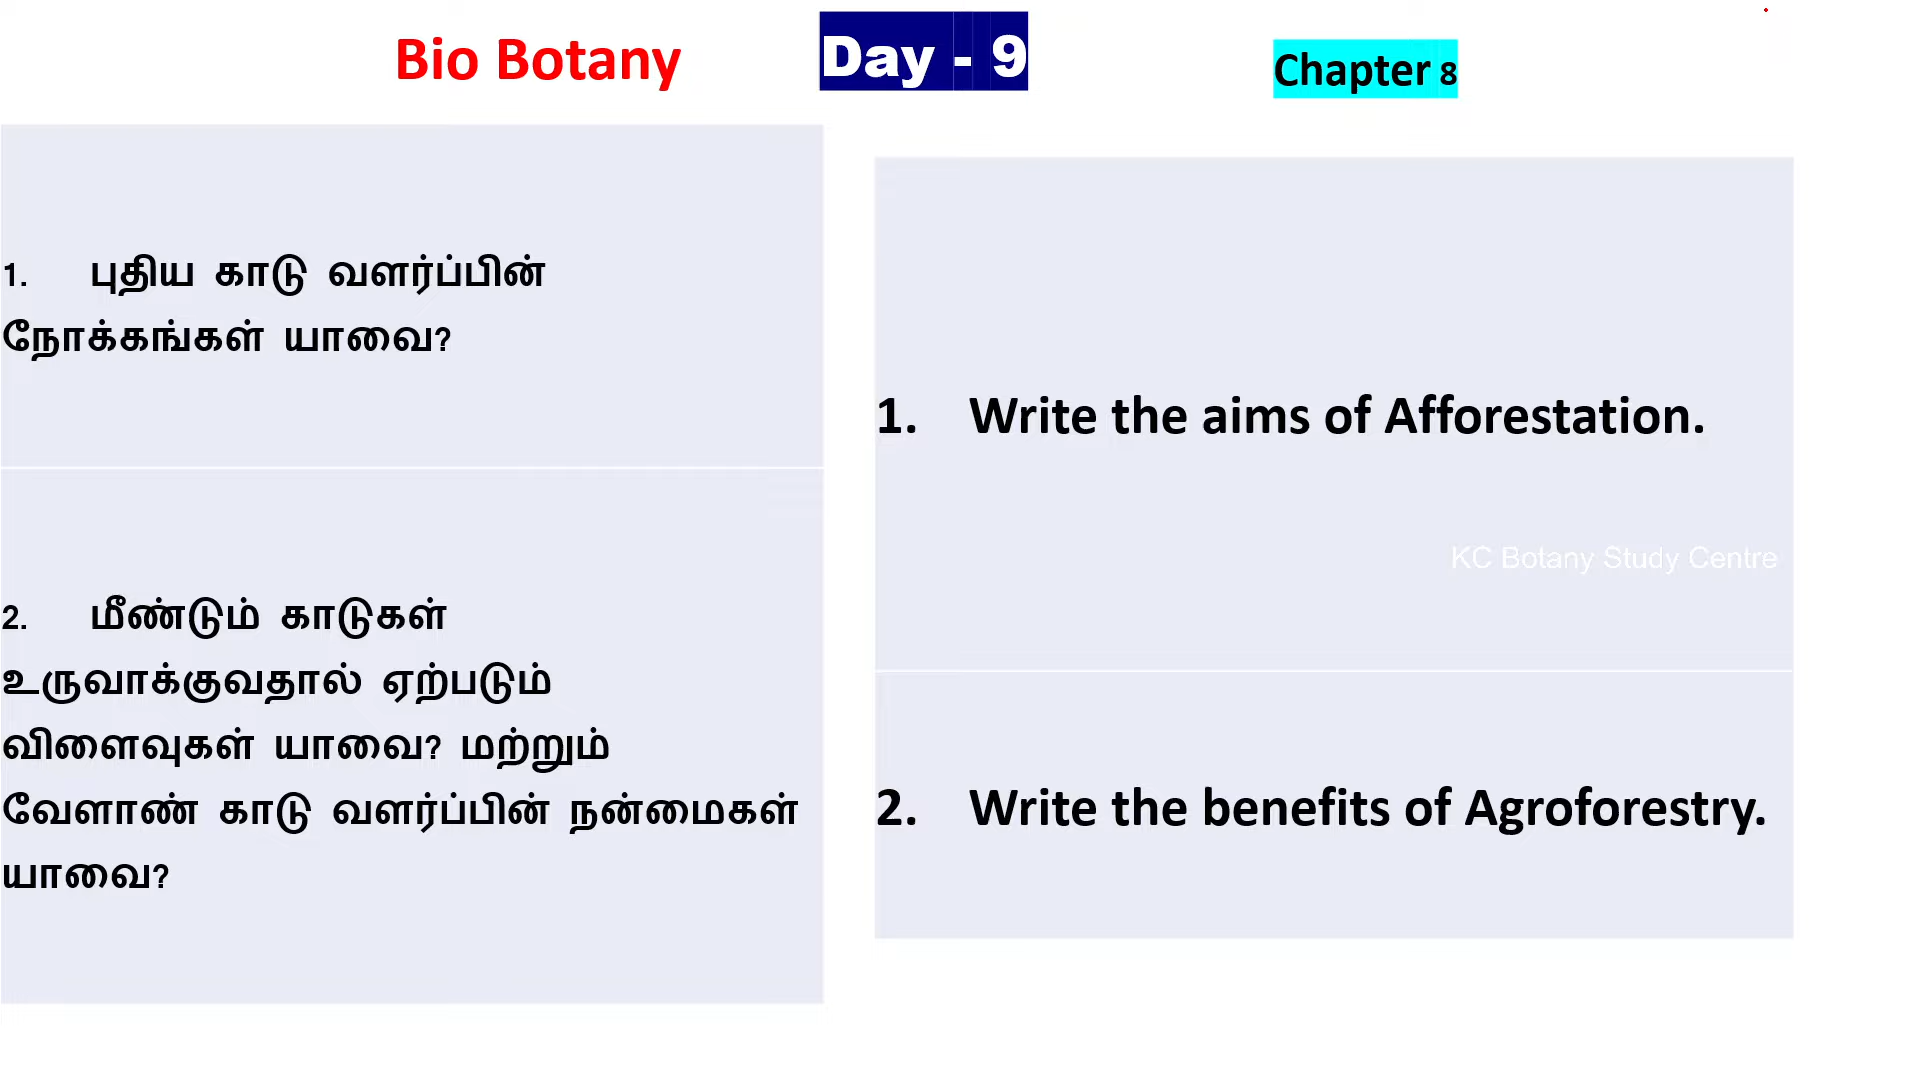 Bio Botany
Day - 9
Chapter 8
1. புதிய காடு வளர்ப்பின்
நோக்கங்கள் யாவை?
2. மீண்டும் காடுகள்
உருவாக்குவதால் ஏற்படும்
விளைவுகள் யாவை? மற்றும்
வேளாண் காடு வளர்ப்பின் நன்மைகள்
யாவை?
1. Write the aims of Afforestation.
KC Botany Study Centre
2. Write the benefits of Agroforestry.